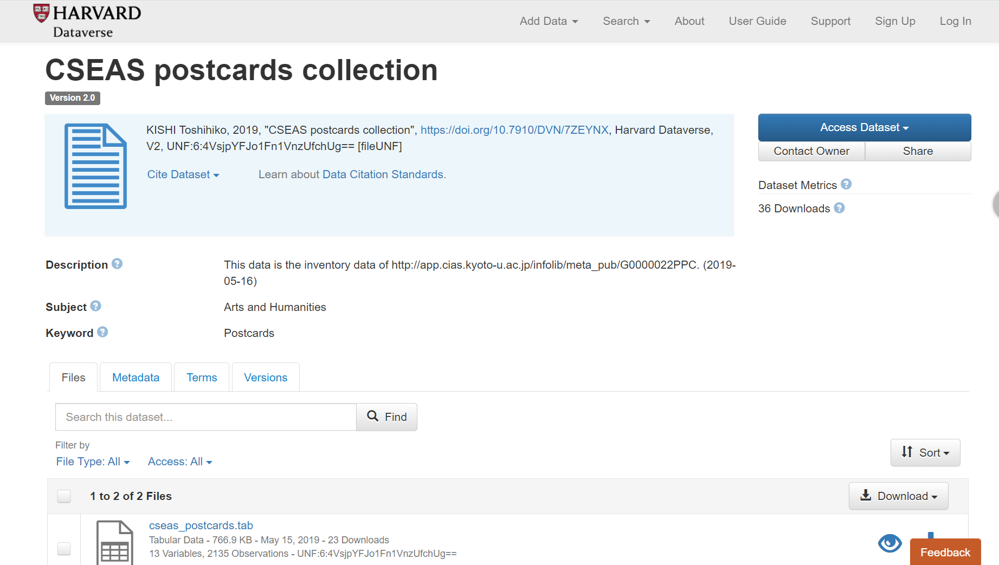 HARVARD
Dataverse
Add Data
Search
About
User Guide
Support
Sign Up
Log In
CSEAS postcards collection
Version 2.0
KISHI Toshihiko, 2019, "CSEAS postcards collection", https://doi.org/10.7910/DVN/7ZEYNX, Harvard Dataverse,
V2, UNF:6:4VsjpYFJo1Fn1VnzUfchUg== [fileUNF]
Cite Dataset
Learn about Data Citation Standards.
Access Dataset
Contact Owner
Share
Dataset Metrics ?
36 Downloads ?
Description ?
This data is the inventory data of http://app.cias.kyoto-u.ac.jp/infolib/meta_pub/G0000022PPC. (2019-
05-16)
Subject ?
Arts and Humanities
Keyword ?
Postcards
Files
Metadata
Terms
Versions
Search this dataset...
Find
Filter by
File Type: All
Access: All
Sort
1 to 2 of 2 Files
Download
cseas_postcards.tab
Tabular Data - 766.9 KB - May 15, 2019 - 23 Downloads
13 Variables, 2135 Observations - UNF:6:4VsjpYFJo1Fn1VnzUfchUg==
Feedback